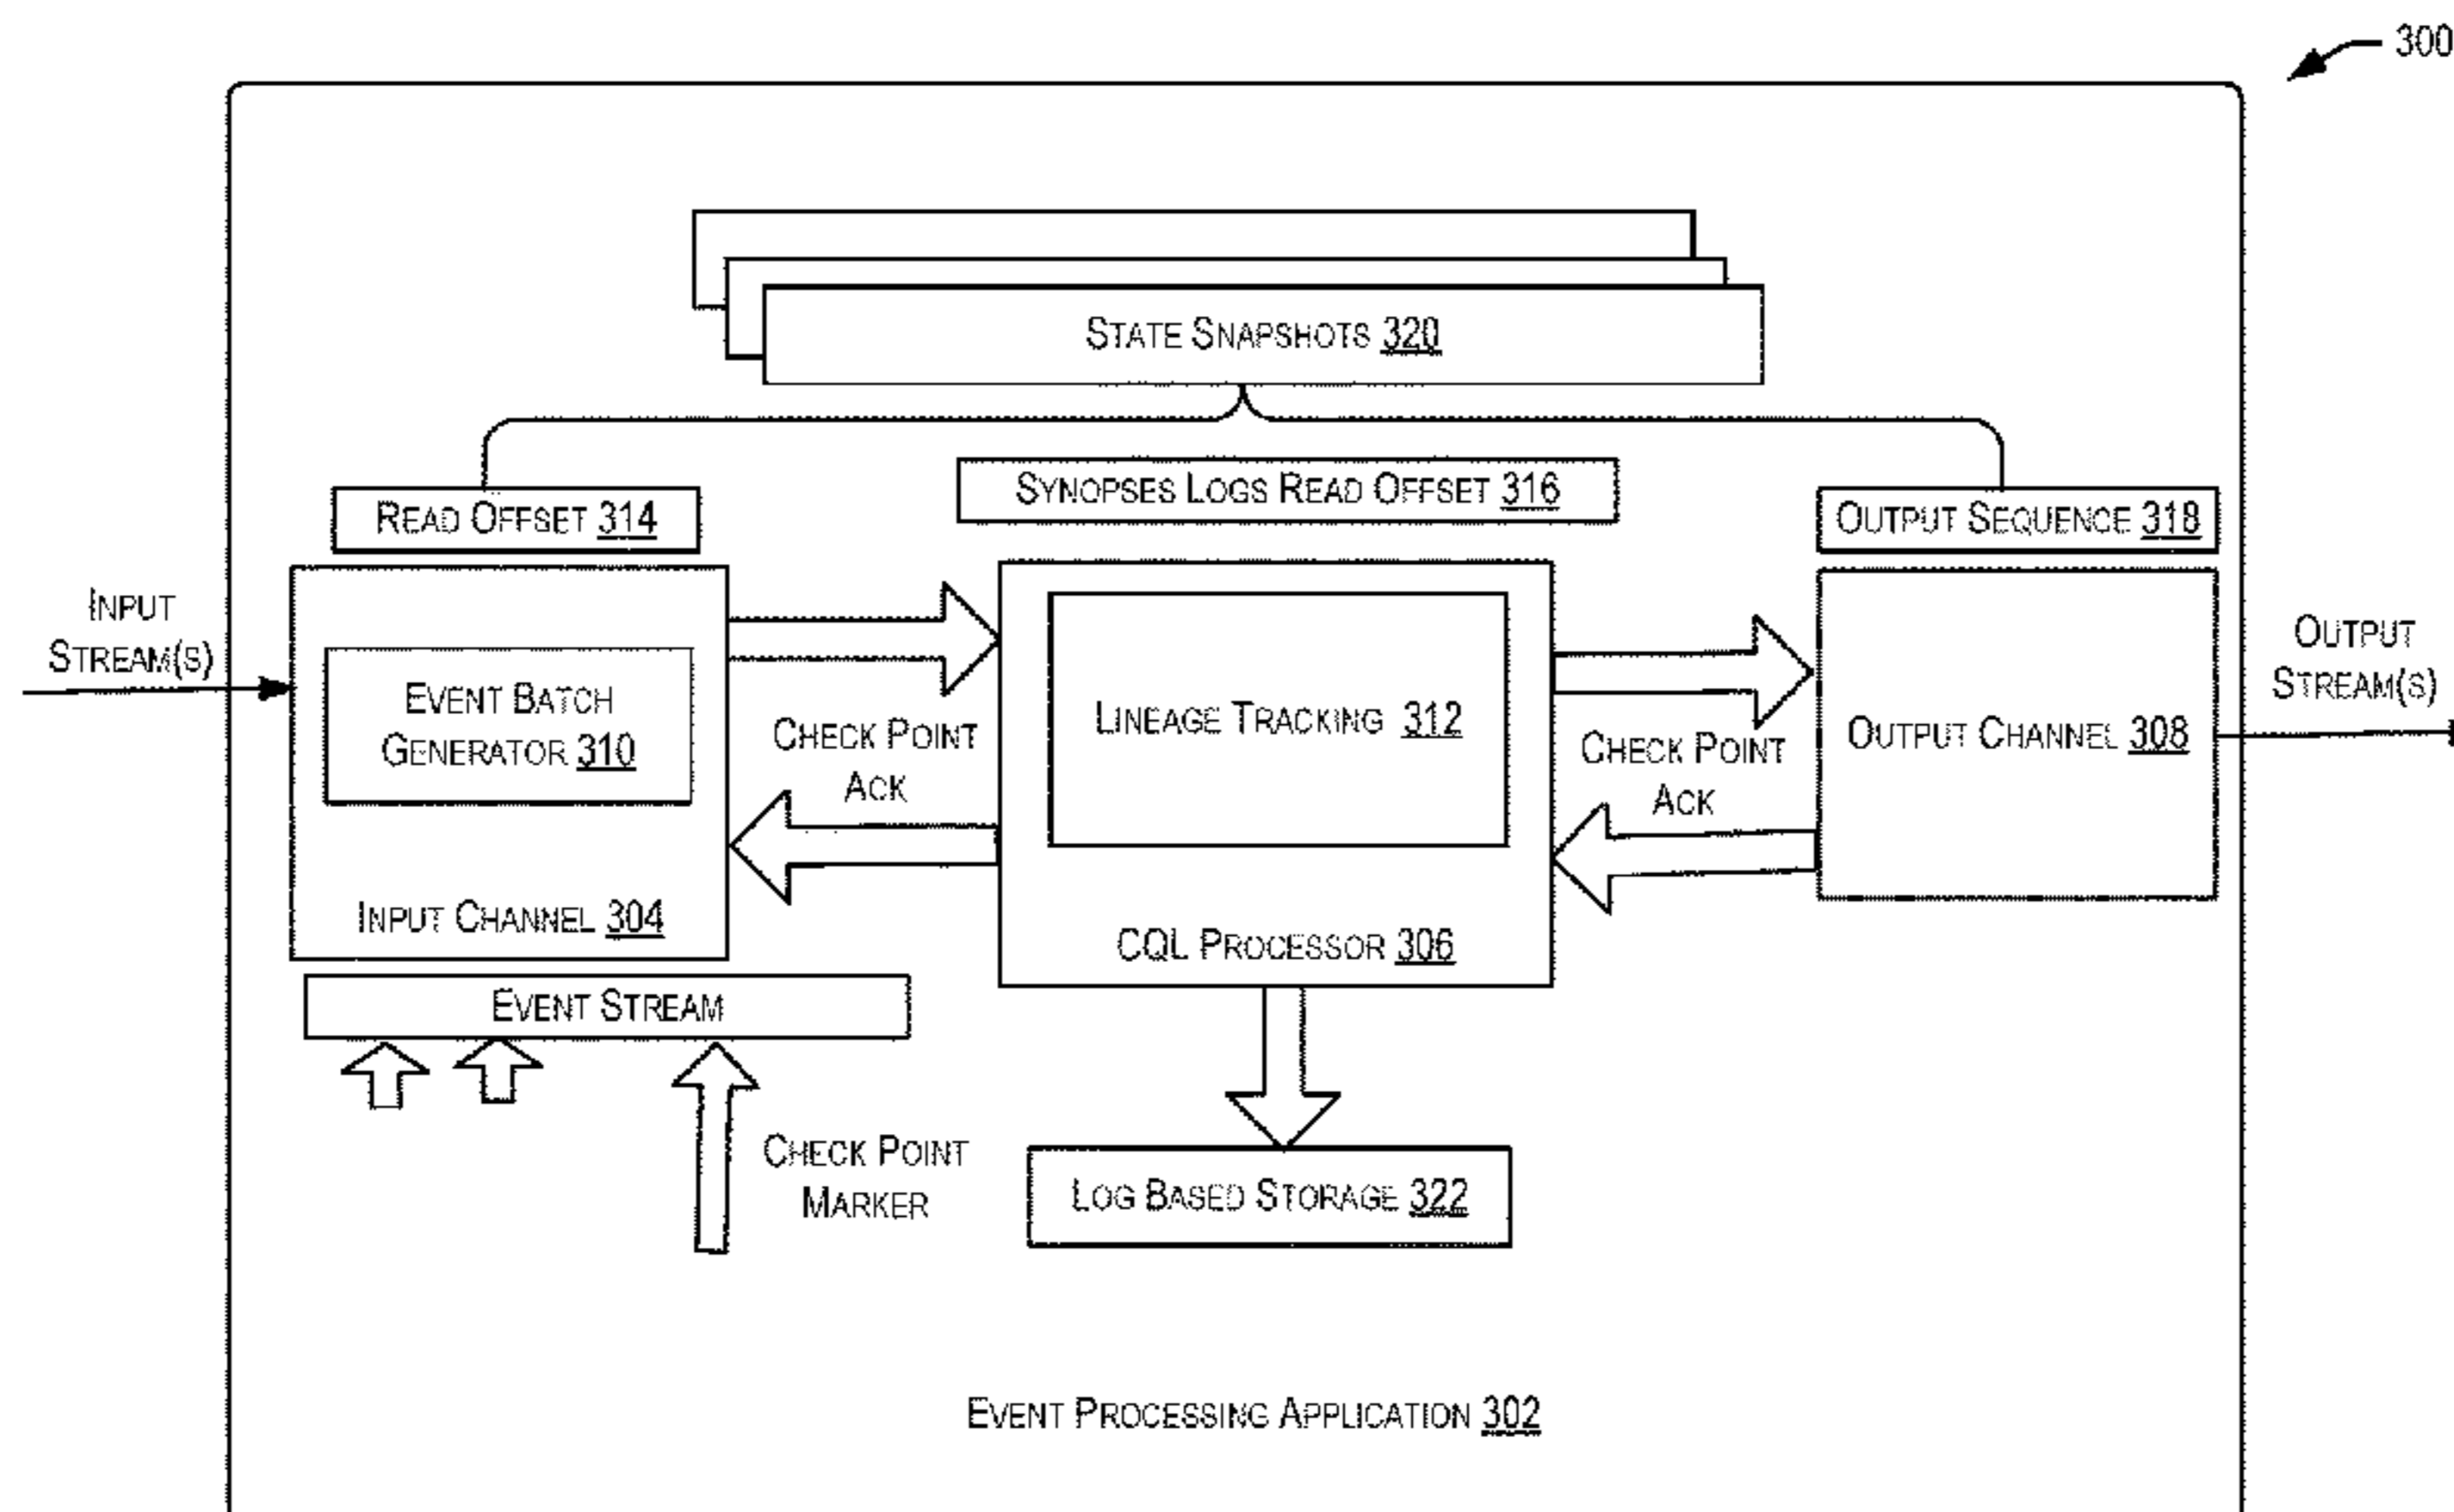 300
STATE SNAPSHOTS 320
SYNOPSES LOGS READ OFFSET 316
READ OFFSET 314
OUTPUT SEQUENCE 318
INPUT
STREAM(S)
EVENT BATCH
GENERATOR 310
INPUT CHANNEL 304
CHECK POINT
ACK
LINEAGE TRACKING 312
CQL PROCESSOR 306
CHECK POINT
ACK
OUTPUT CHANNEL 308
OUTPUT
STREAM(S)
EVENT STREAM
CHECK POINT
MARKER
LOG BASED STORAGE 322
EVENT PROCESSING APPLICATION 302